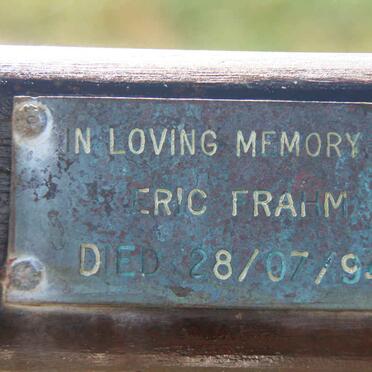 IN LOVING MEMORY
ERIC FRAHM
DIED 28/07/9